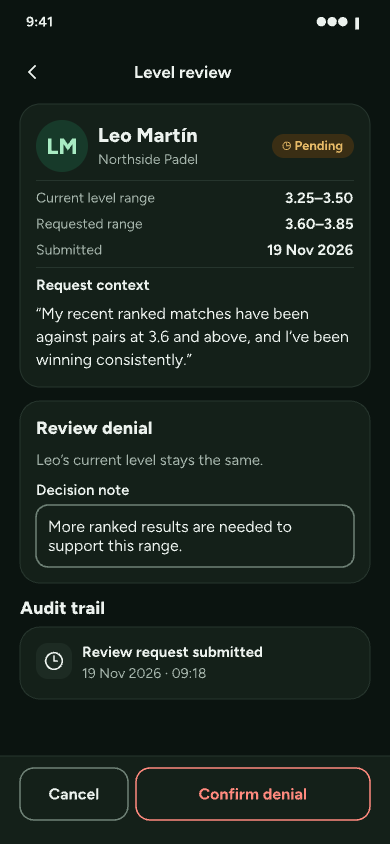 9:41
Level review
LM
Leo Martín
Northside Padel
Pending
Current level range 3.25–3.50
Requested range 3.60–3.85
Submitted 19 Nov 2026
Request context
“My recent ranked matches have been
against pairs at 3.6 and above, and I’ve been
winning consistently.”
Review denial
Leo’s current level stays the same.
Decision note
More ranked results are needed to
support this range.
Audit trail
Review request submitted
19 Nov 2026 · 09:18
Cancel
Confirm denial